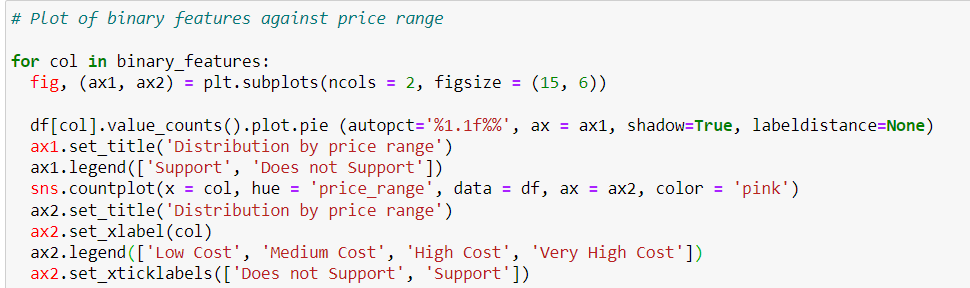 # Plot of binary features against price range
for col in binary_features:
fig, (ax1, ax2) = plt.subplots(ncols = 2, figsize = (15, 6))
df[col].value_counts().plot.pie (autopct='%1.1f%%', ax = ax1, shadow=True, labeldistance=None)
ax1.set_title('Distribution by price range')
ax1.legend(['Support', 'Does not Support'])
sns.countplot(x = col, hue = 'price_range', data = df, ax = ax2, color = 'pink')
ax2.set_title('Distribution by price range')
ax2.set_xlabel(col)
ax2.legend(['Low Cost', 'Medium Cost', 'High Cost', 'Very High Cost'])
ax2.set_xticklabels(['Does not Support', 'Support'])